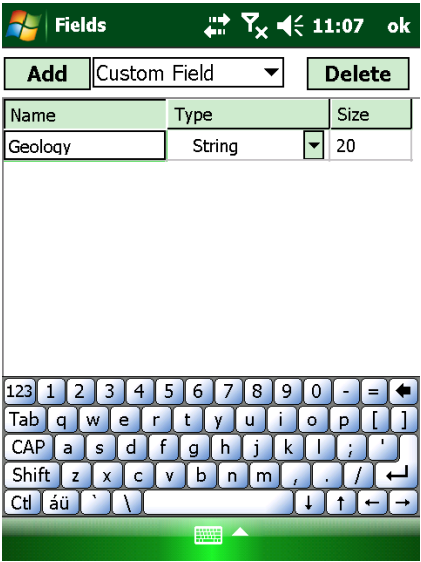 Fields 11:07 ok
Add Custom Field Delete
Name Type Size
Geology String 20
123 1 2 3 4 5 6 7 8 9 0 - =
Tab q w e r t y u i o p [ ]
CAP a s d f g h j k l ; '
Shift z x c v b n m , . /
Ctl áü ` \